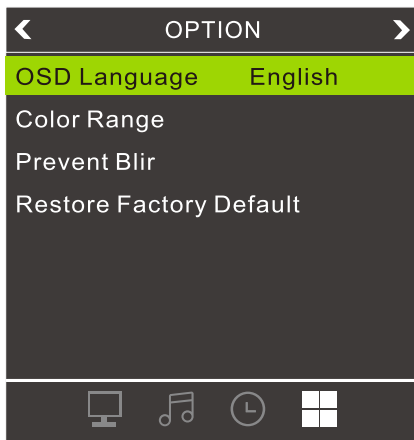 OPTION
OSD Language English
Color Range
Prevent Blir
Restore Factory Default